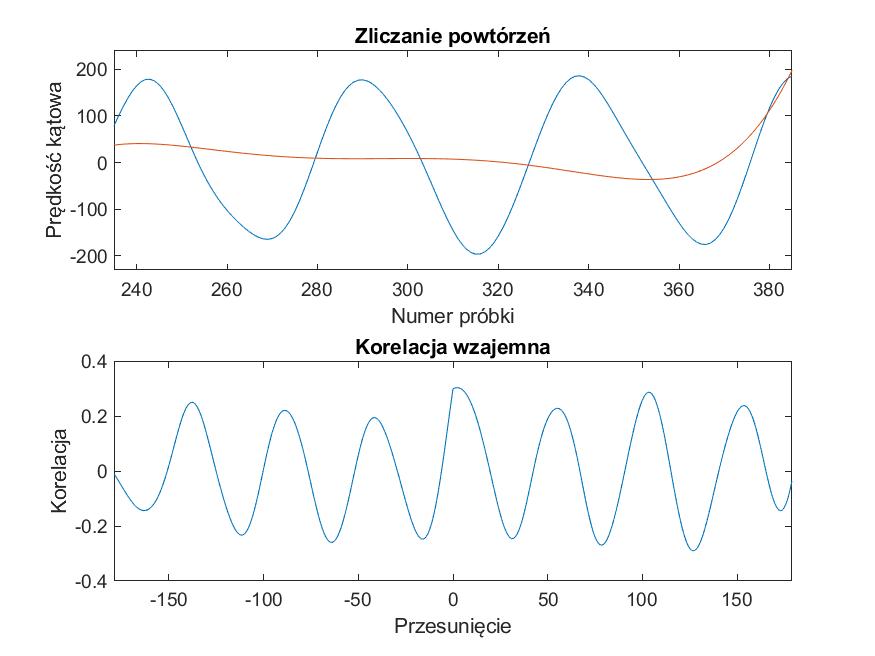 Zliczanie powtórzeń
Prędkość kątowa
200
100
0
-100
-200
240 260 280 300 320 340 360 380
Numer próbki
Korelacja wzajemna
Korelacja
0.4
0.2
0
-0.2
-0.4
-150 -100 -50 0 50 100 150
Przesunięcie